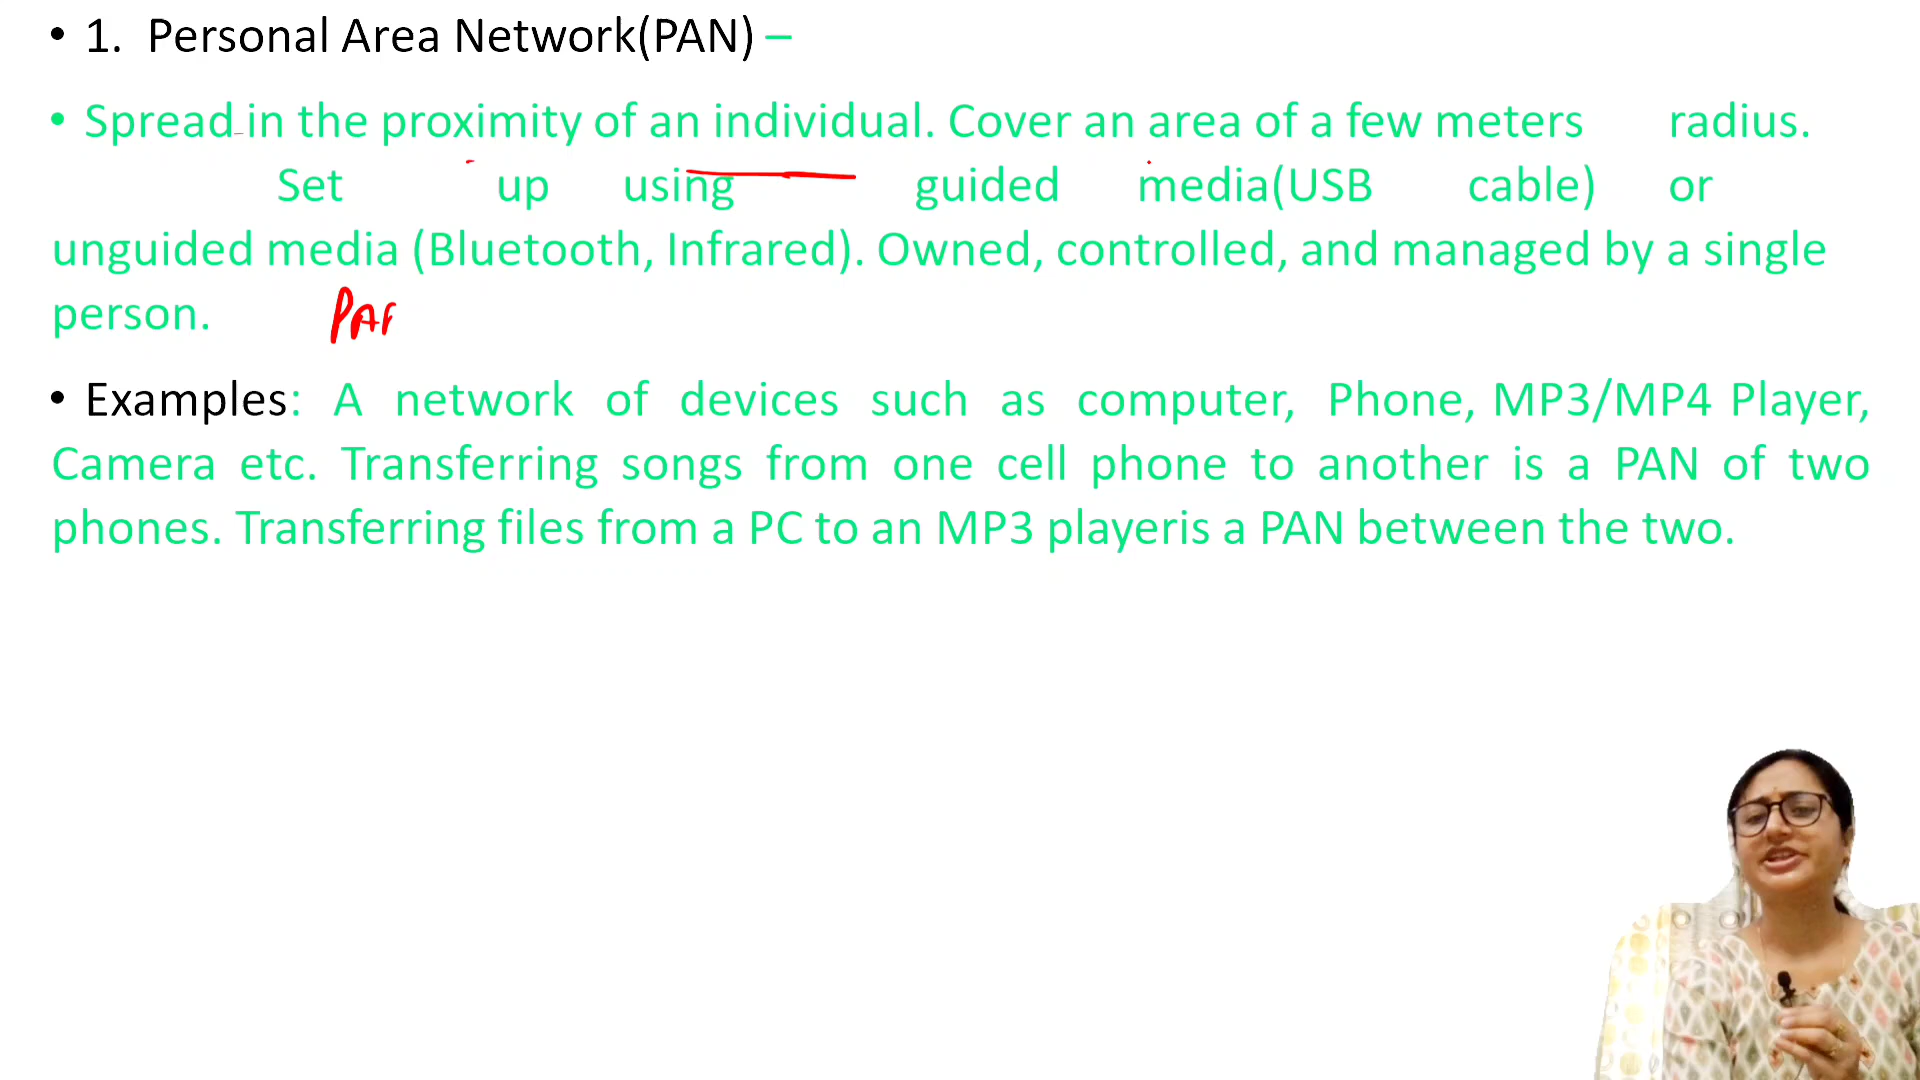 • 1. Personal Area Network(PAN) –
• Spread in the proximity of an individual. Cover an area of a few meters radius.
Set up using guided media(USB cable) or
unguided media (Bluetooth, Infrared). Owned, controlled, and managed by a single
person. PAN
• Examples: A network of devices such as computer, Phone, MP3/MP4 Player,
Camera etc. Transferring songs from one cell phone to another is a PAN of two
phones. Transferring files from a PC to an MP3 playeris a PAN between the two.